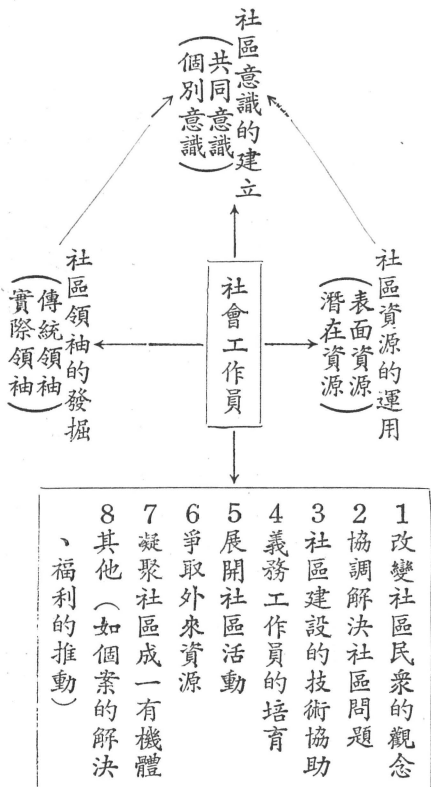 社區意識的建立
(共同意識
個別意識)
社區資源的運用
(表面資源
潛在資源)
社會工作員
社區領袖的發掘
(傳統領袖
實際領袖)
1改變社區民衆的觀念
2協調解決社區問題
3社區建設的技術協助
4義務工作員的培育
5展開社區活動
6爭取外來資源
7凝聚社區成一有機體
8其他（如個案的解決
、福利的推動）